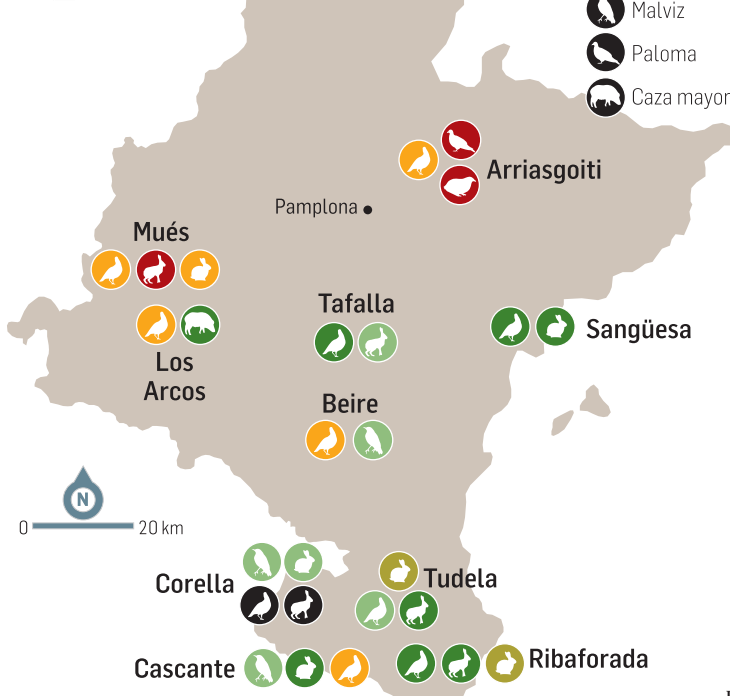 Malviz
Paloma
Caza mayor
Arriasgoiti
Pamplona
Mués
Tafalla
Sangüesa
Los
Arcos
Beire
N
0 20 km
Corella
Tudela
Cascante
Ribaforada